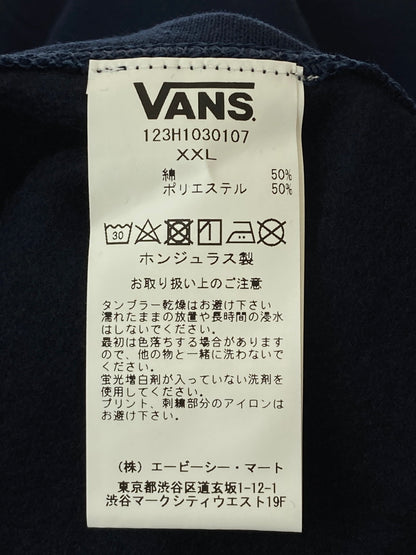 VANS
123H1030107
XXL
綿 50%
ポリエステル 50%
30
ホンジュラス製
お取り扱い上のご注意
タンブラー乾燥はお避け下さい
濡れたままの放置や長時間の浸水
はしないでください。
最初は色落ちする場合があります
ので、他の物と一緒に洗わないで
ください。
蛍光増白剤が入っていない洗剤を
使用してください。
プリント、刺繍部分のアイロンは
お避け下さい。
(株) エービーシー・マート
東京都渋谷区道玄坂1-12-1
渋谷マークシティウエスト19F